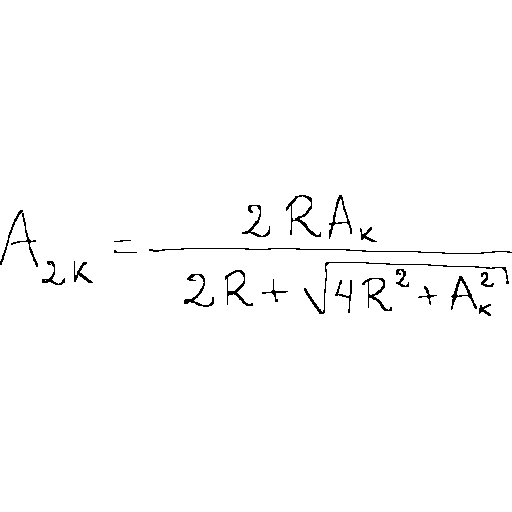 A_{2k} = \frac{2RA_k}{2R + \sqrt{4R^2 + A_k^2}}